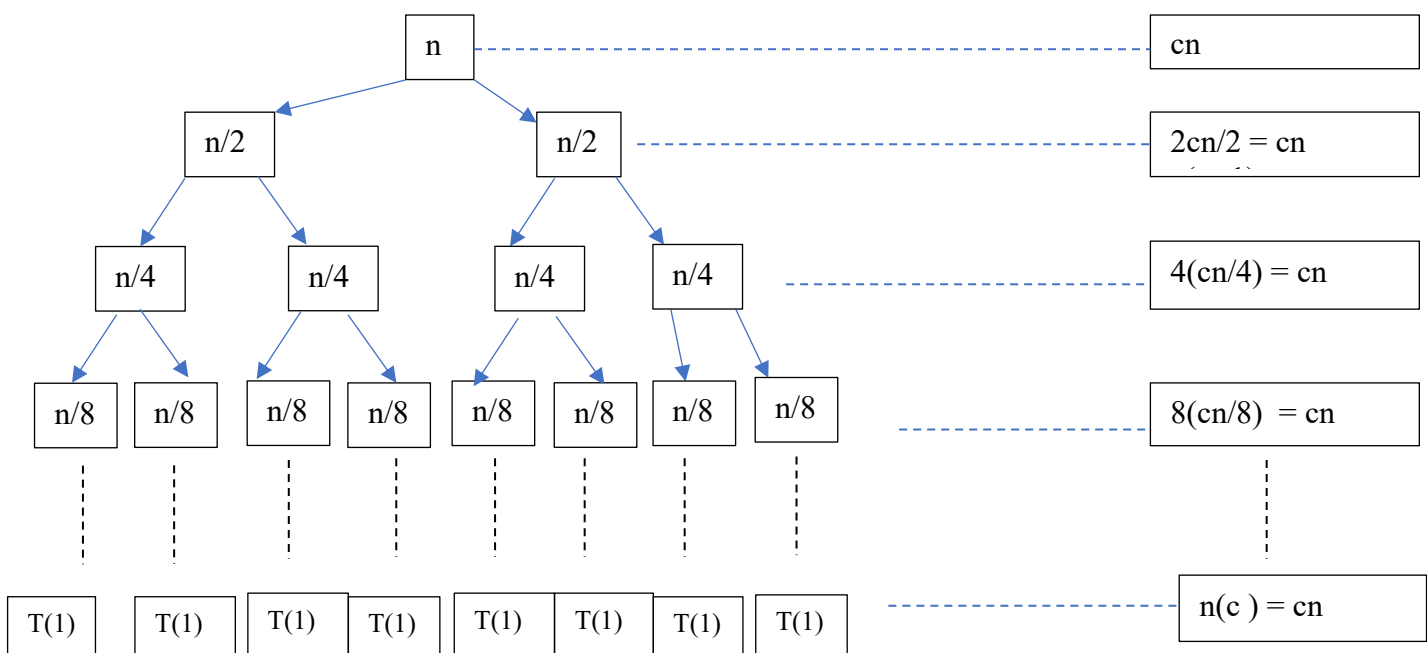 n
cn
n/2
n/2
2cn/2 = cn
n/4
n/4
n/4
n/4
4(cn/4) = cn
n/8
n/8
n/8
n/8
n/8
n/8
n/8
n/8
8(cn/8) = cn
T(1)
T(1)
T(1)
T(1)
T(1)
T(1)
T(1)
T(1)
n(c ) = cn